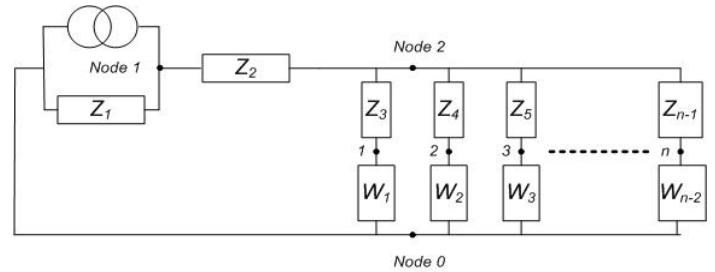 Node 2
Node 1
Z2
Z1
Z3
Z4
Z5
Zn-1
1
2
3
n
W1
W2
W3
Wn-2
Node 0